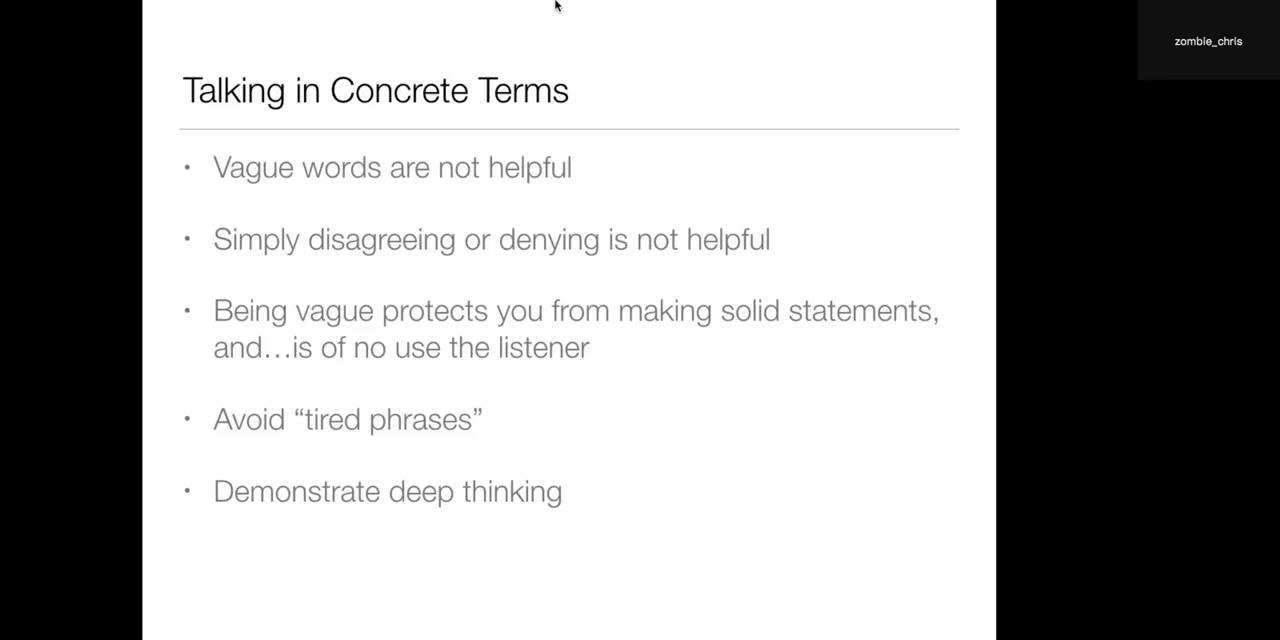 zombie_chris
Talking in Concrete Terms
• Vague words are not helpful
• Simply disagreeing or denying is not helpful
• Being vague protects you from making solid statements,
and…is of no use the listener
• Avoid “tired phrases”
• Demonstrate deep thinking